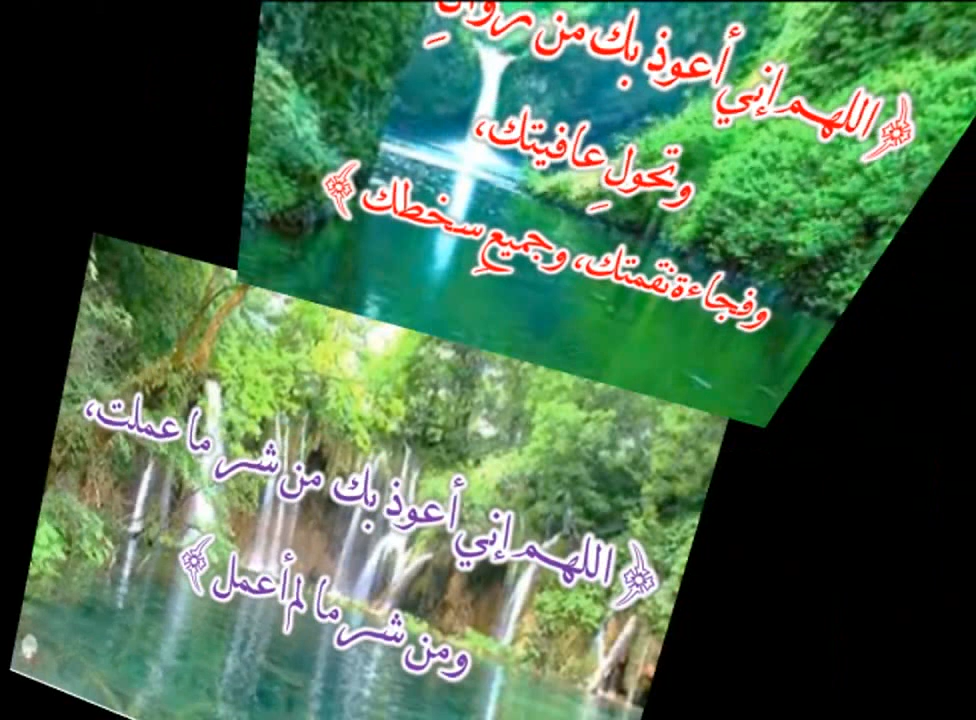 ﴿ اللهم إني أعوذ بك من زوالِ
وتحولِ عافيتك،
وفجاءة نقمتك، وجميعِ سخطك ﴾
﴿ اللهم إني أعوذ بك من شر ما عملت،
ومن شر ما لم أعمل ﴾